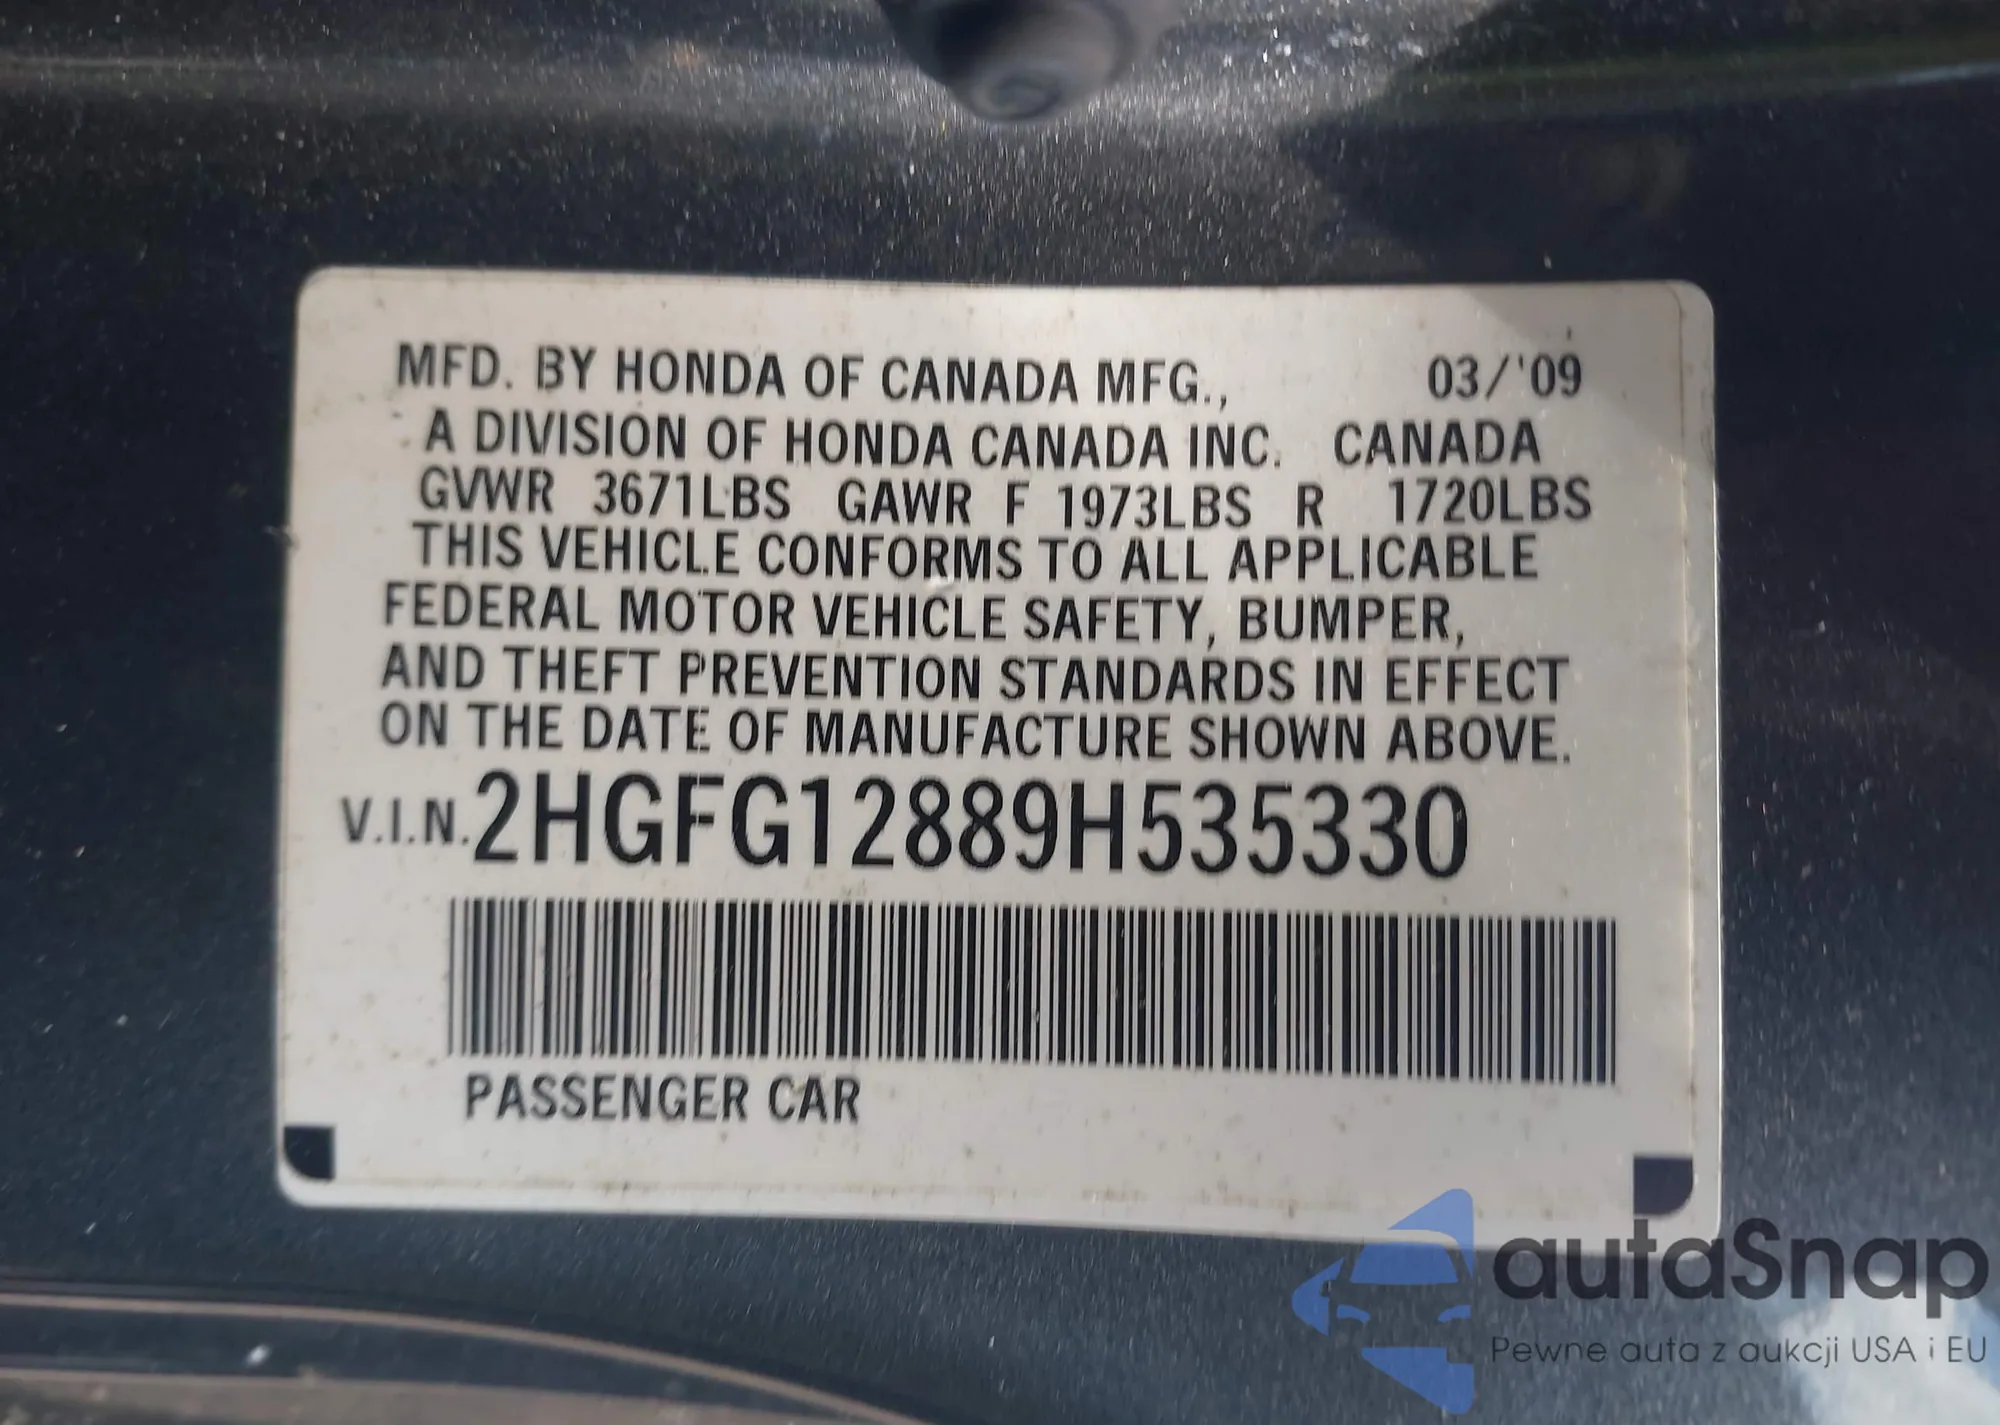 MFD. BY HONDA OF CANADA MFG., 03/'09
A DIVISION OF HONDA CANADA INC. CANADA
GVWR 3671LBS GAWR F 1973LBS R 1720LBS
THIS VEHICLE CONFORMS TO ALL APPLICABLE
FEDERAL MOTOR VEHICLE SAFETY, BUMPER,
AND THEFT PREVENTION STANDARDS IN EFFECT
ON THE DATE OF MANUFACTURE SHOWN ABOVE.
V.I.N. 2HGFG12889H535330
PASSENGER CAR
autaSnap
Pewne auta z aukcji USA i EU